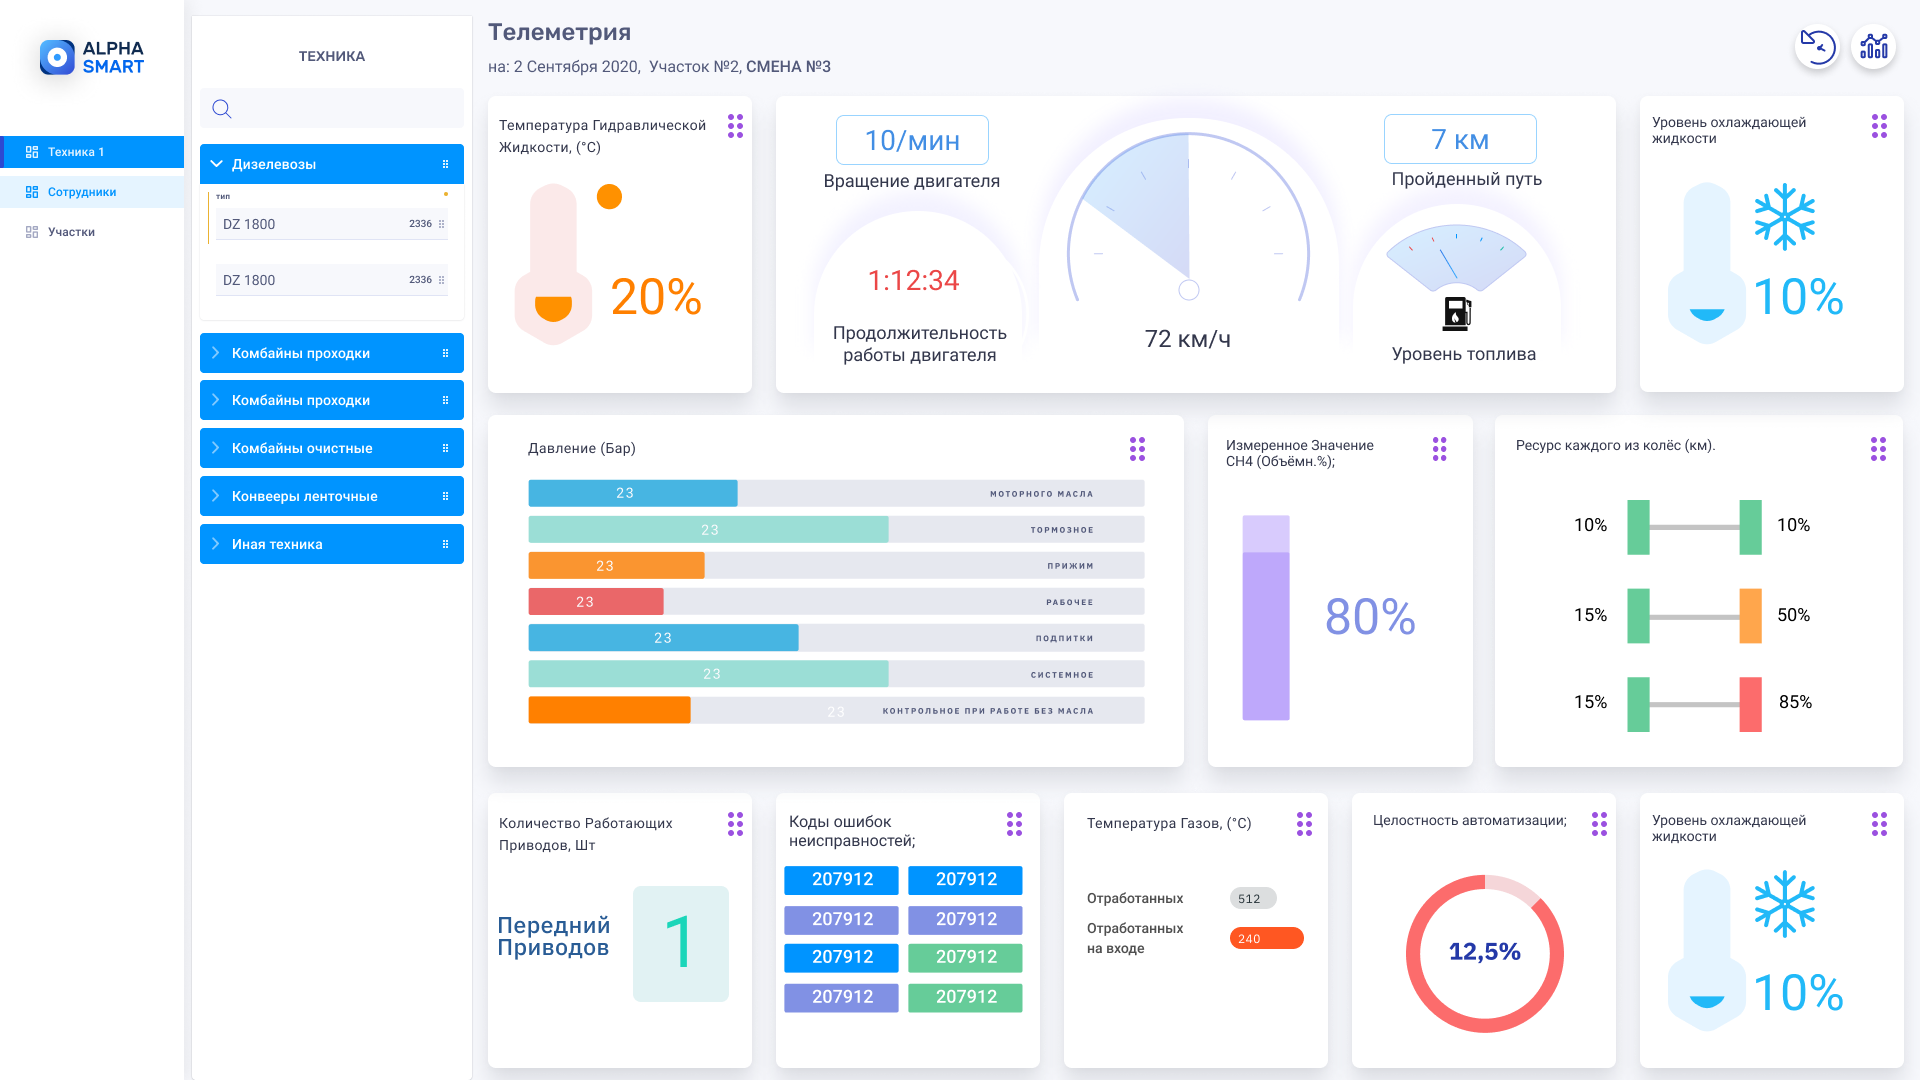 ALPHA
SMART
Техника 1
Сотрудники
Участки
ТЕХНИКА
Дизелевозы
тип
DZ 1800 2336
DZ 1800 2336
Комбайны проходки
Комбайны проходки
Комбайны очистные
Конвееры ленточные
Иная техника
Телеметрия
на: 2 Сентября 2020, Участок №2, СМЕНА №3
Температура Гидравлической
Жидкости, (°C)
20%
10/мин
Вращение двигателя
1:12:34
Продолжительность
работы двигателя
72 км/ч
7 км
Пройденный путь
Уровень топлива
Уровень охлаждающей
жидкости
10%
Давление (Бар)
23 МОТОРНОГО МАСЛА
23 ТОРМОЗНОЕ
23 ПРИЖИМ
23 РАБОЧЕЕ
23 ПОДПИТКИ
23 СИСТЕМНОЕ
23 КОНТРОЛЬНОЕ ПРИ РАБОТЕ БЕЗ МАСЛА
Измеренное Значение
CH4 (Объёмн.%);
80%
Ресурс каждого из колёс (км).
10% 10%
15% 50%
15% 85%
Количество Работающих
Приводов, Шт
Передний
Приводов
1
Коды ошибок
неисправностей;
207912 207912
207912 207912
207912 207912
207912 207912
Температура Газов, (°C)
Отработанных 512
Отработанных
на входе
240
Целостность автоматизации;
12,5%
Уровень охлаждающей
жидкости
10%